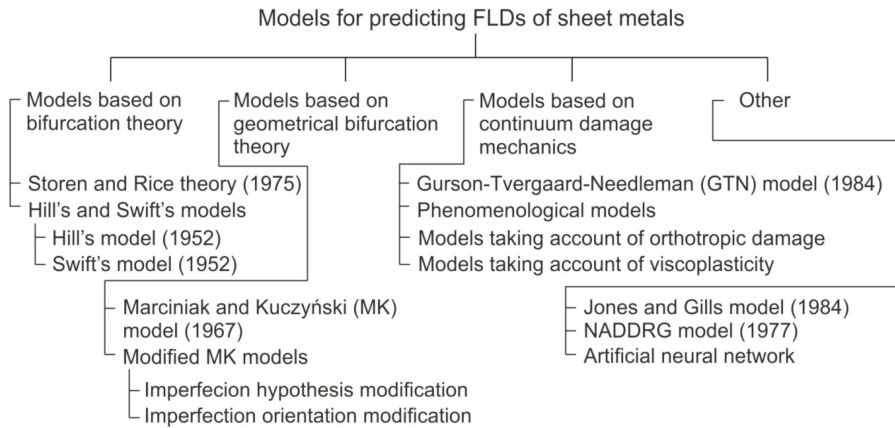 Models for predicting FLDs of sheet metals
Models based on
bifurcation theory
Models based on
geometrical bifurcation
theory
Models based on
continuum damage
mechanics
Other
Storen and Rice theory (1975)
Hill's and Swift's models
Hill's model (1952)
Swift's model (1952)
Marciniak and Kuczyński (MK)
model (1967)
Modified MK models
Imperfecion hypothesis modification
Imperfection orientation modification
Gurson-Tvergaard-Needleman (GTN) model (1984)
Phenomenological models
Models taking account of orthotropic damage
Models taking account of viscoplasticity
Jones and Gills model (1984)
NADDRG model (1977)
Artificial neural network